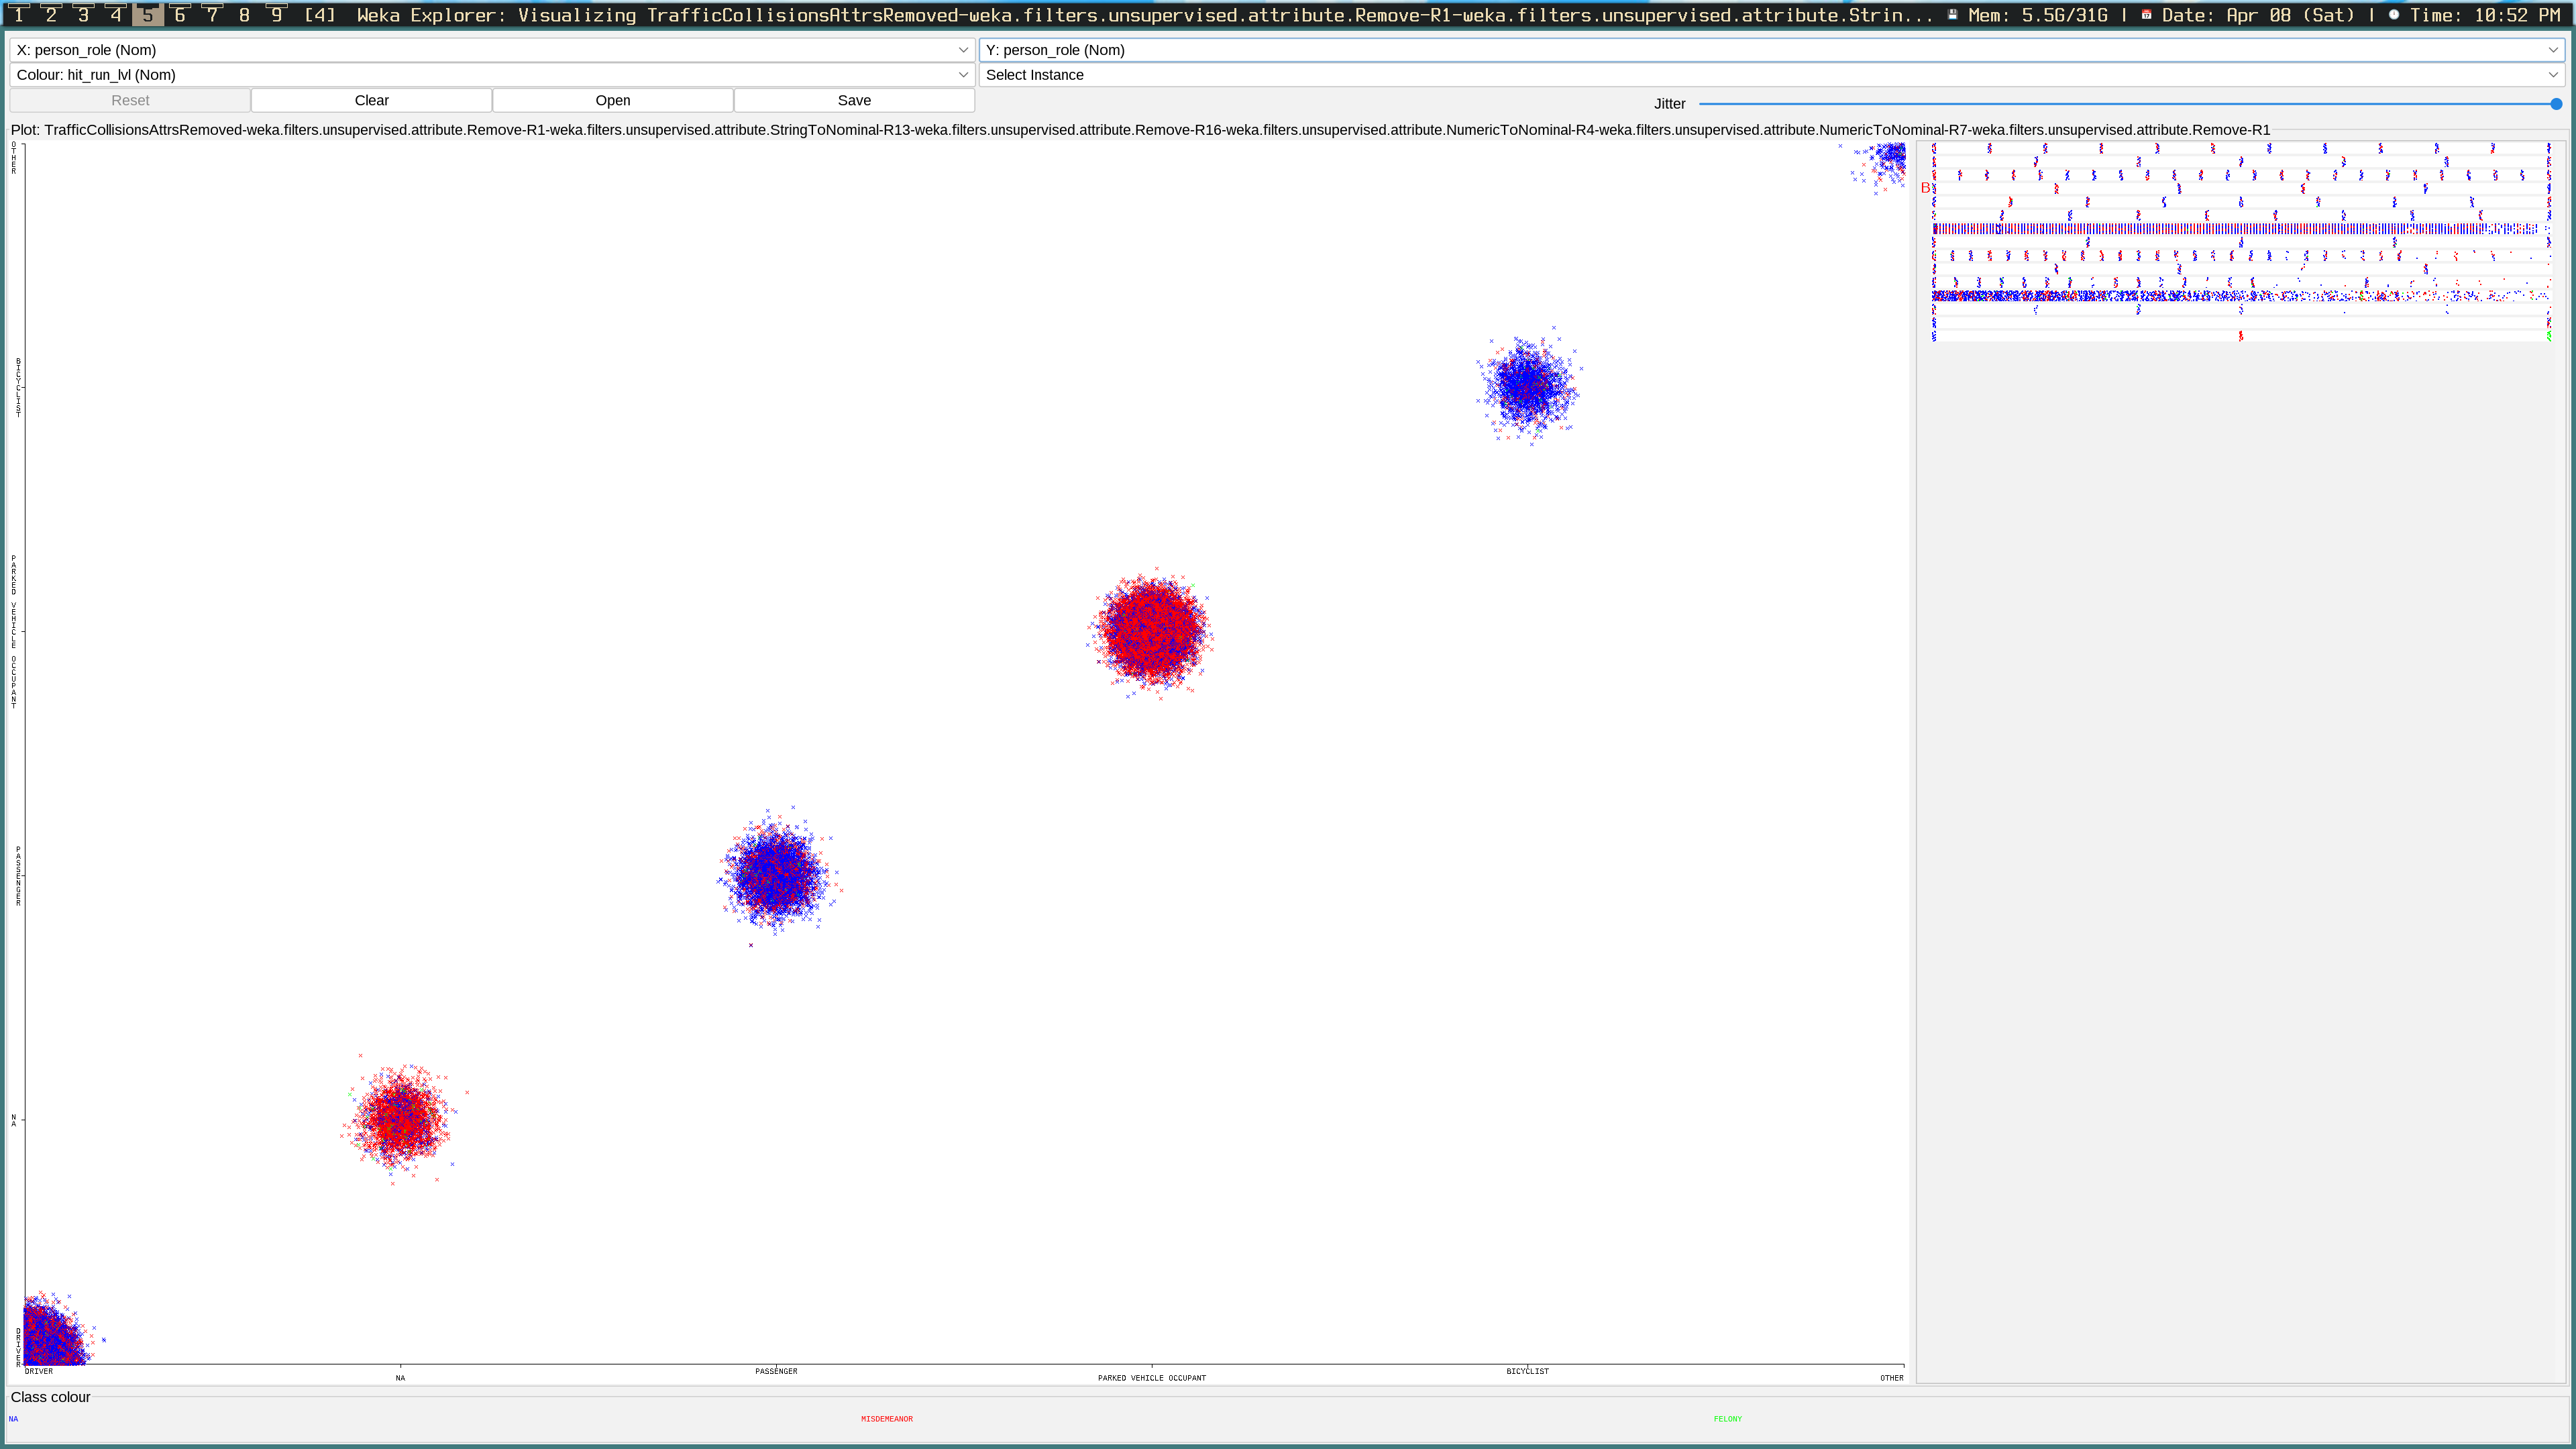 1 2 3 4 5 6 7 8 9 [4] Weka Explorer: Visualizing TrafficCollisionsAttrsRemoved-weka.filters.unsupervised.attribute.Remove-R1-weka.filters.unsupervised.attribute.Strin... Mem: 5.5G/31G | Date: Apr 08 (Sat) | Time: 10:52 PM
X: person_role (Nom) Y: person_role (Nom)
Colour: hit_run_lvl (Nom) Select Instance
Reset Clear Open Save Jitter
Plot: TrafficCollisionsAttrsRemoved-weka.filters.unsupervised.attribute.Remove-R1-weka.filters.unsupervised.attribute.StringToNominal-R13-weka.filters.unsupervised.attribute.Remove-R16-weka.filters.unsupervised.attribute.NumericToNominal-R4-weka.filters.unsupervised.attribute.NumericToNominal-R7-weka.filters.unsupervised.attribute.Remove-R1
OTHER
B
BICYCLIST
PARKED VEHICLE OCCUPANT
PASSENGER
NA
DRIVER
DRIVER PASSENGER BICYCLIST
NA PARKED VEHICLE OCCUPANT OTHER
Class colour
NA MISDEMEANOR FELONY